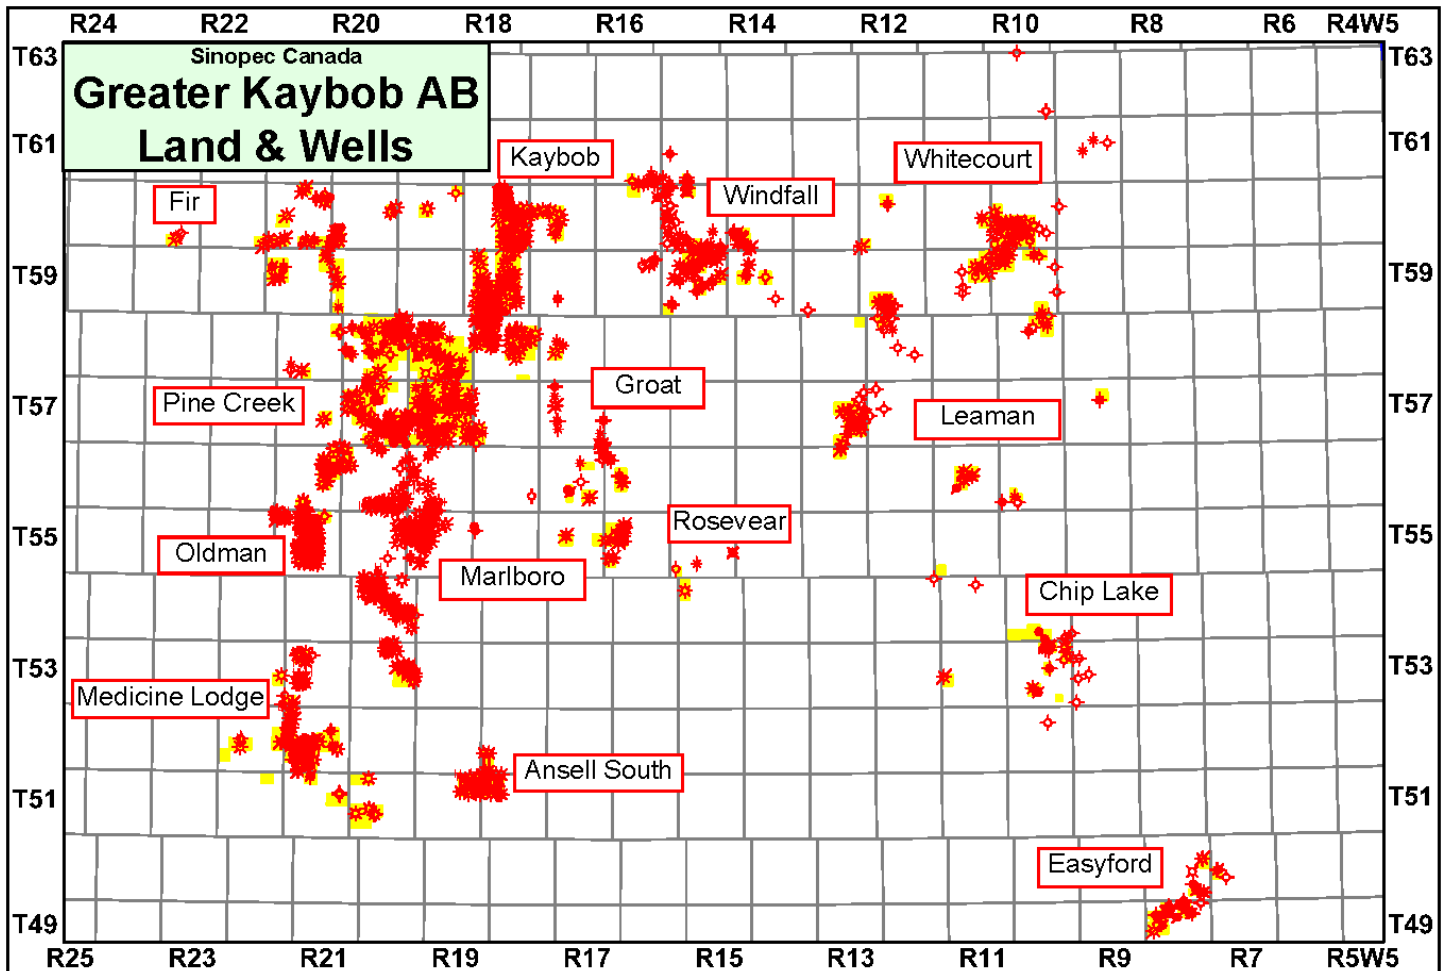 R24 R22 R20 R18 R16 R12 R10 R8 R6 R4W5
T63 Sinopec Canada T63
Greater Kaybob AB
Land & Wells
T61 T61
Kaybob Whitecourt
Fir Windfall
T59 T59
Groat
Pine Creek T57 T57
Leaman
Rosevear
T55 T55
Oldman
Marlboro
Chip Lake
T53 T53
Medicine Lodge
Ansell South
T51 T51
Easyford
T49 T49
R25 R23 R21 R19 R17 R15 R13 R11 R9 R7 R5W5